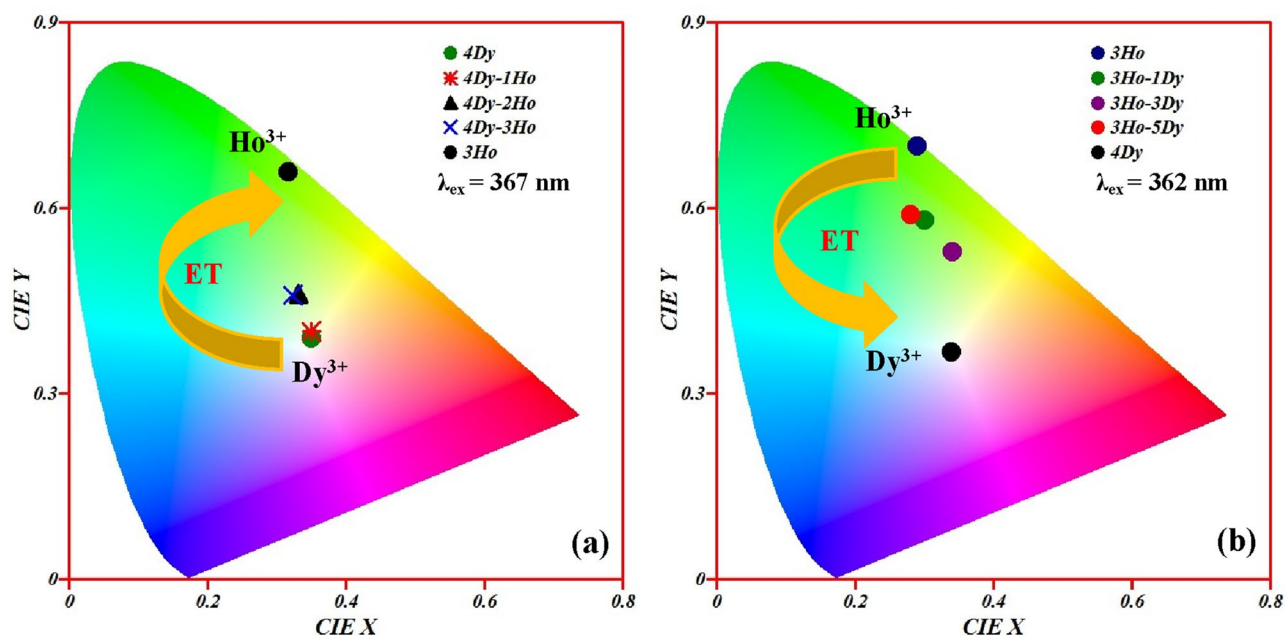 0.9
0.6
0.3
0
0
0.2
0.4
0.6
0.8
CIE Y
CIE X
4Dy
4Dy-1Ho
4Dy-2Ho
4Dy-3Ho
3Ho
λex = 367 nm
Ho³⁺
ET
Dy³⁺
(a)
0.9
0.6
0.3
0
0
0.2
0.4
0.6
0.8
CIE Y
CIE X
3Ho
3Ho-1Dy
3Ho-3Dy
3Ho-5Dy
4Dy
λex = 362 nm
Ho³⁺
ET
Dy³⁺
(b)